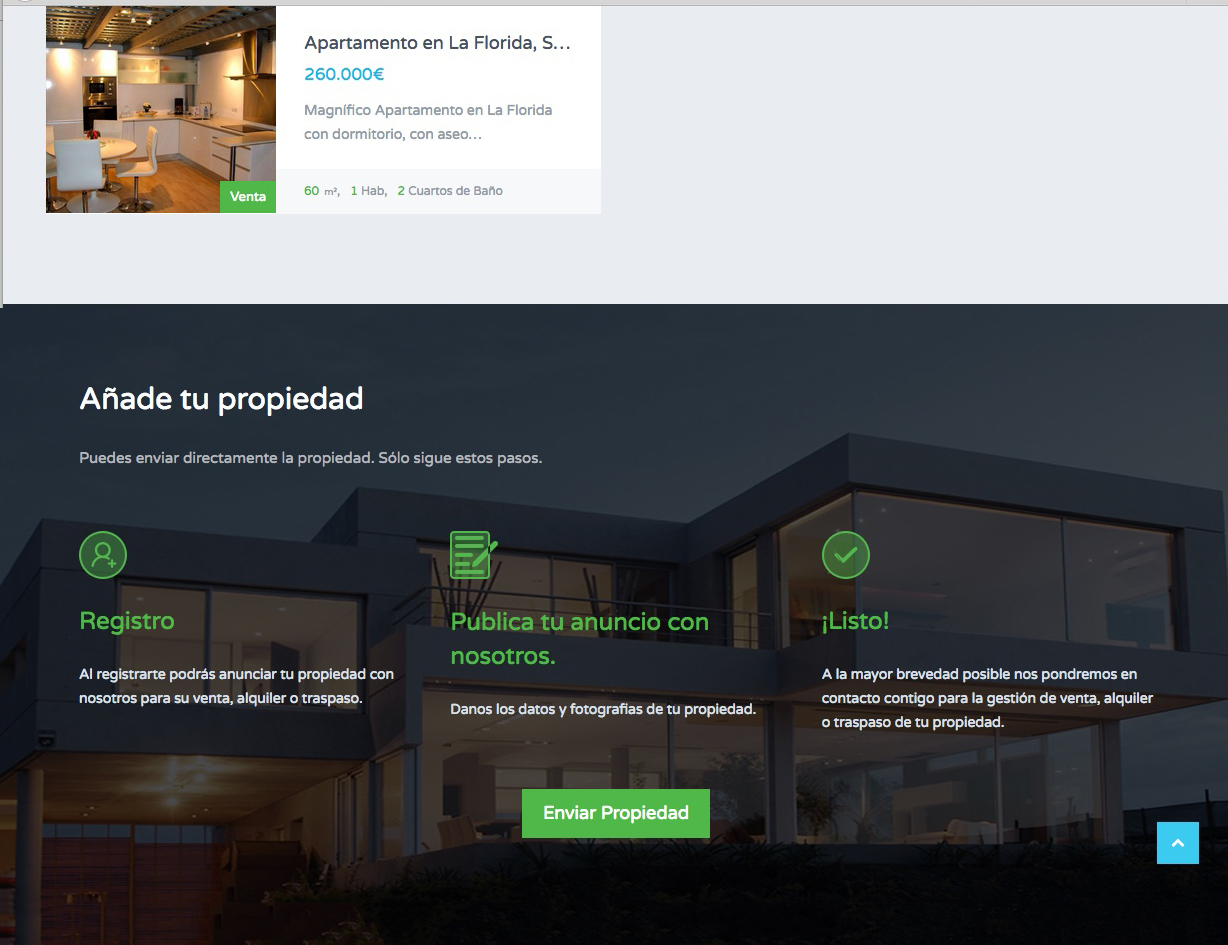 Apartamento en La Florida, S...
260.000€
Magnífico Apartamento en La Florida
con dormitorio, con aseo...
Venta
60 m², 1 Hab, 2 Cuartos de Baño
Añade tu propiedad
Puedes enviar directamente la propiedad. Sólo sigue estos pasos.
Registro
Al registrarte podrás anunciar tu propiedad con
nosotros para su venta, alquiler o traspaso.
Publica tu anuncio con
nosotros.
Danos los datos y fotografias de tu propiedad.
¡Listo!
A la mayor brevedad posible nos pondremos en
contacto contigo para la gestión de venta, alquiler
o traspaso de tu propiedad.
Enviar Propiedad